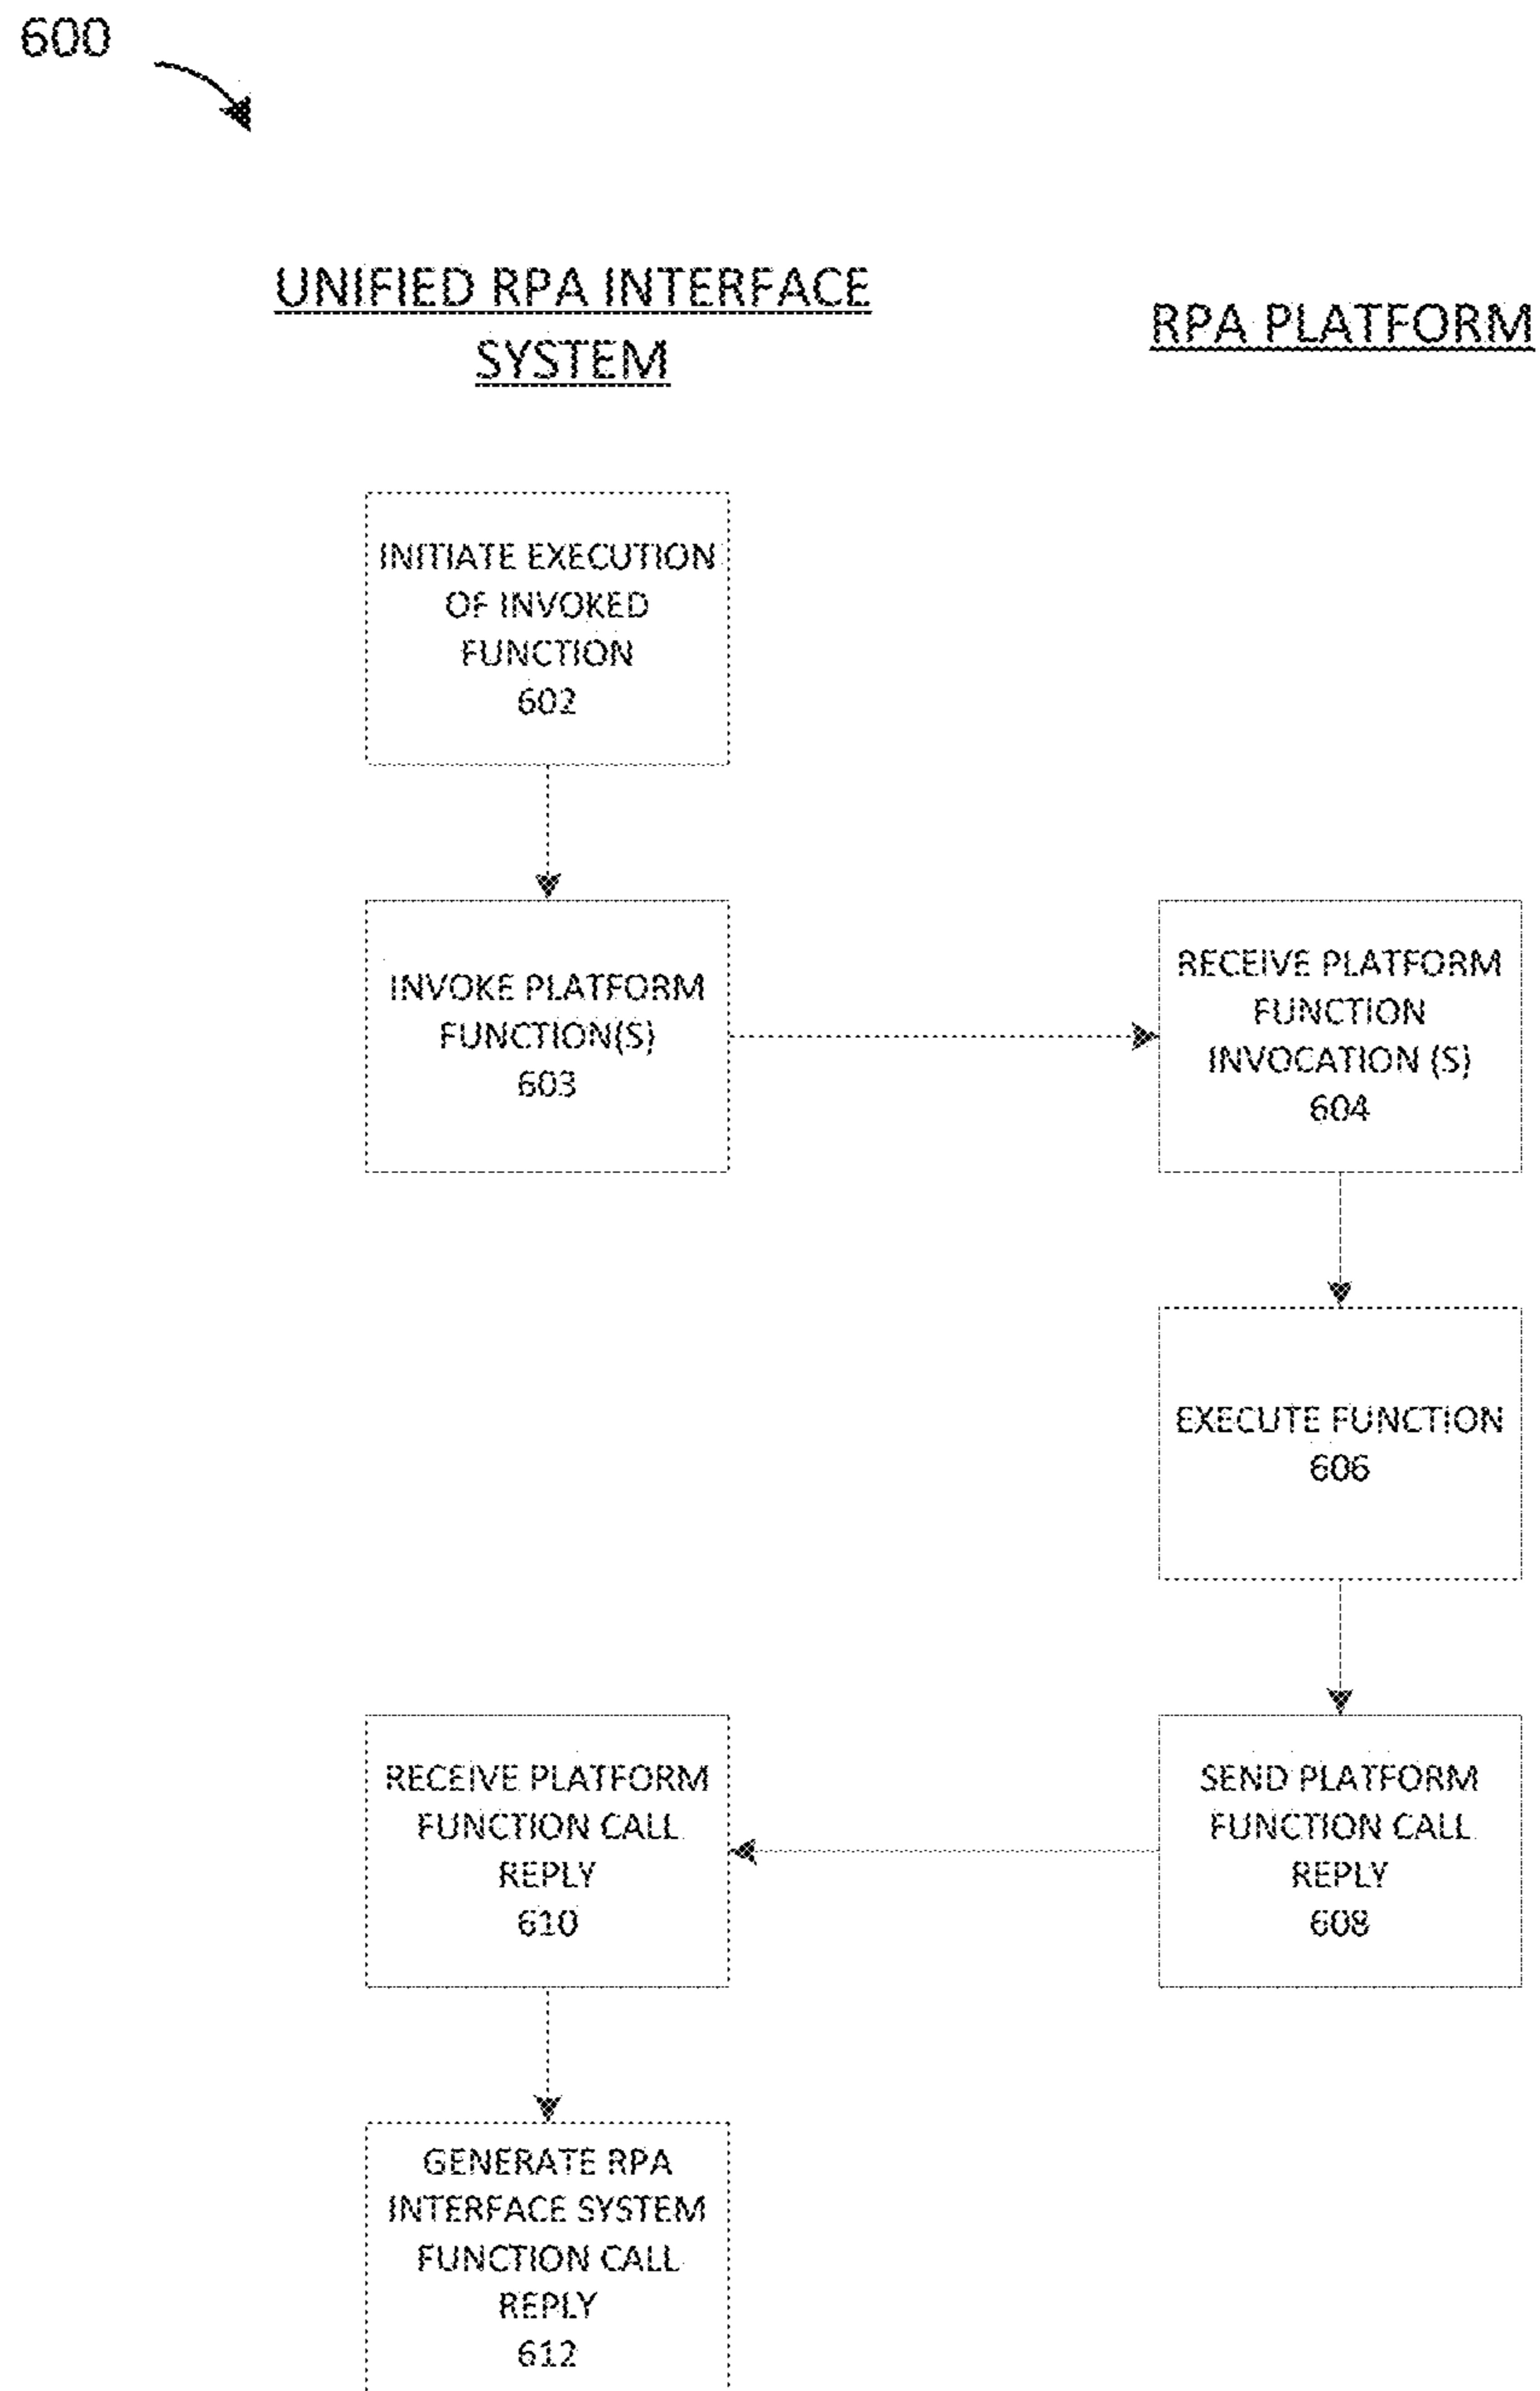 600
UNIFIED RPA INTERFACE
SYSTEM
RPA PLATFORM
INITIATE EXECUTION
OF INVOKED
FUNCTION
602
INVOKE PLATFORM
FUNCTION(S)
603
RECEIVE PLATFORM
FUNCTION
INVOCATION (S)
604
EXECUTE FUNCTION
606
SEND PLATFORM
FUNCTION CALL
REPLY
608
RECEIVE PLATFORM
FUNCTION CALL
REPLY
610
GENERATE RPA
INTERFACE SYSTEM
FUNCTION CALL
REPLY
612